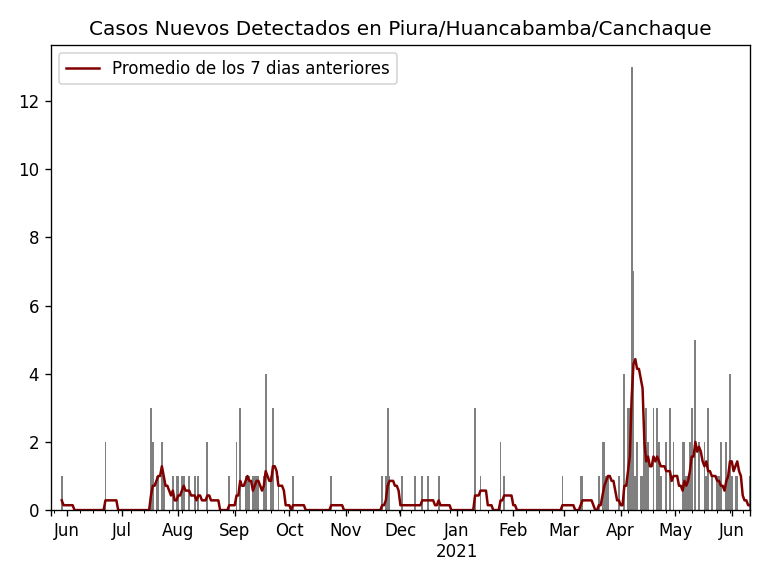 Casos Nuevos Detectados en Piura/Huancabamba/Canchaque
Promedio de los 7 dias anteriores
12
10
8
6
4
2
0
Jun Jul Aug Sep Oct Nov Dec Jan Feb Mar Apr May Jun
2021